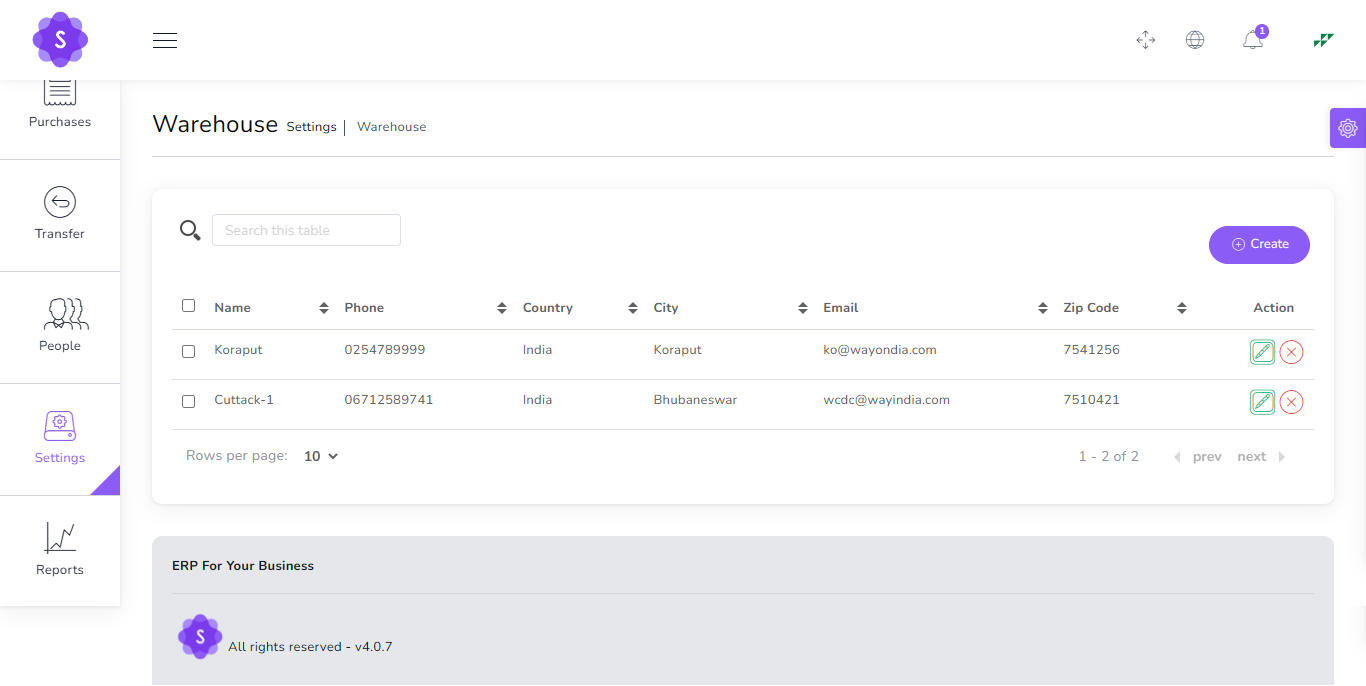 S
1
Purchases
Transfer
People
Settings
Reports
Warehouse Settings | Warehouse
Search this table
Create
Name Phone Country City Email Zip Code Action
Koraput 0254789999 India Koraput ko@wayondia.com 7541256
Cuttack-1 06712589741 India Bhubaneswar wcdc@wayindia.com 7510421
Rows per page: 10 1 - 2 of 2 prev next
ERP For Your Business
S All rights reserved - v4.0.7